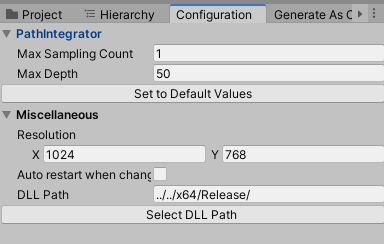 Project Hierarchy Configuration Generate As C
PathIntegrator
Max Sampling Count 1
Max Depth 50
Set to Default Values
Miscellaneous
Resolution
X 1024 Y 768
Auto restart when chang
DLL Path ../../x64/Release/
Select DLL Path